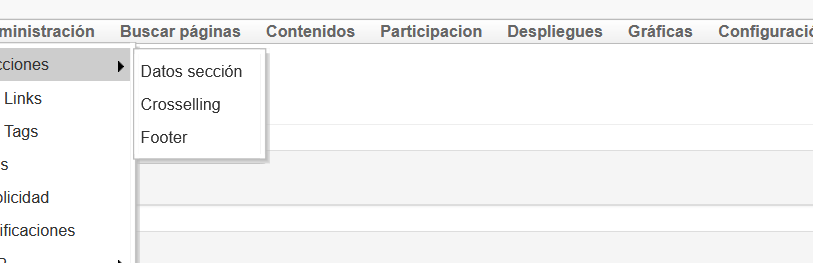 ministración Buscar páginas Contenidos Participacion Despliegues Gráficas Configuració
cciones
Datos sección
Links
Crosselling
Tags
Footer
s
licidad
ificaciones